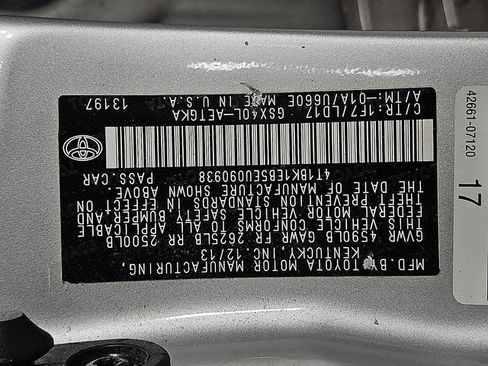 MFD. BY:TOYOTA MOTOR MANUFACTURING,
KENTUCKY, INC. 12/13
GVWR 4590LB GAWR FR 2625LB RR 2500LB
THIS VEHICLE CONFORMS TO ALL APPLICABLE
FEDERAL MOTOR VEHICLE SAFETY, BUMPER, AND
THEFT PREVENTION STANDARDS IN EFFECT ON
THE DATE OF MANUFACTURE SHOWN ABOVE.
4T1BK1EB5EU090938 PASS.CAR
C/TR:1F7/LD17 GSX40L-AETGKA 13197
A/TM:-01A/U660E MADE IN U.S.A
42661-07120
17